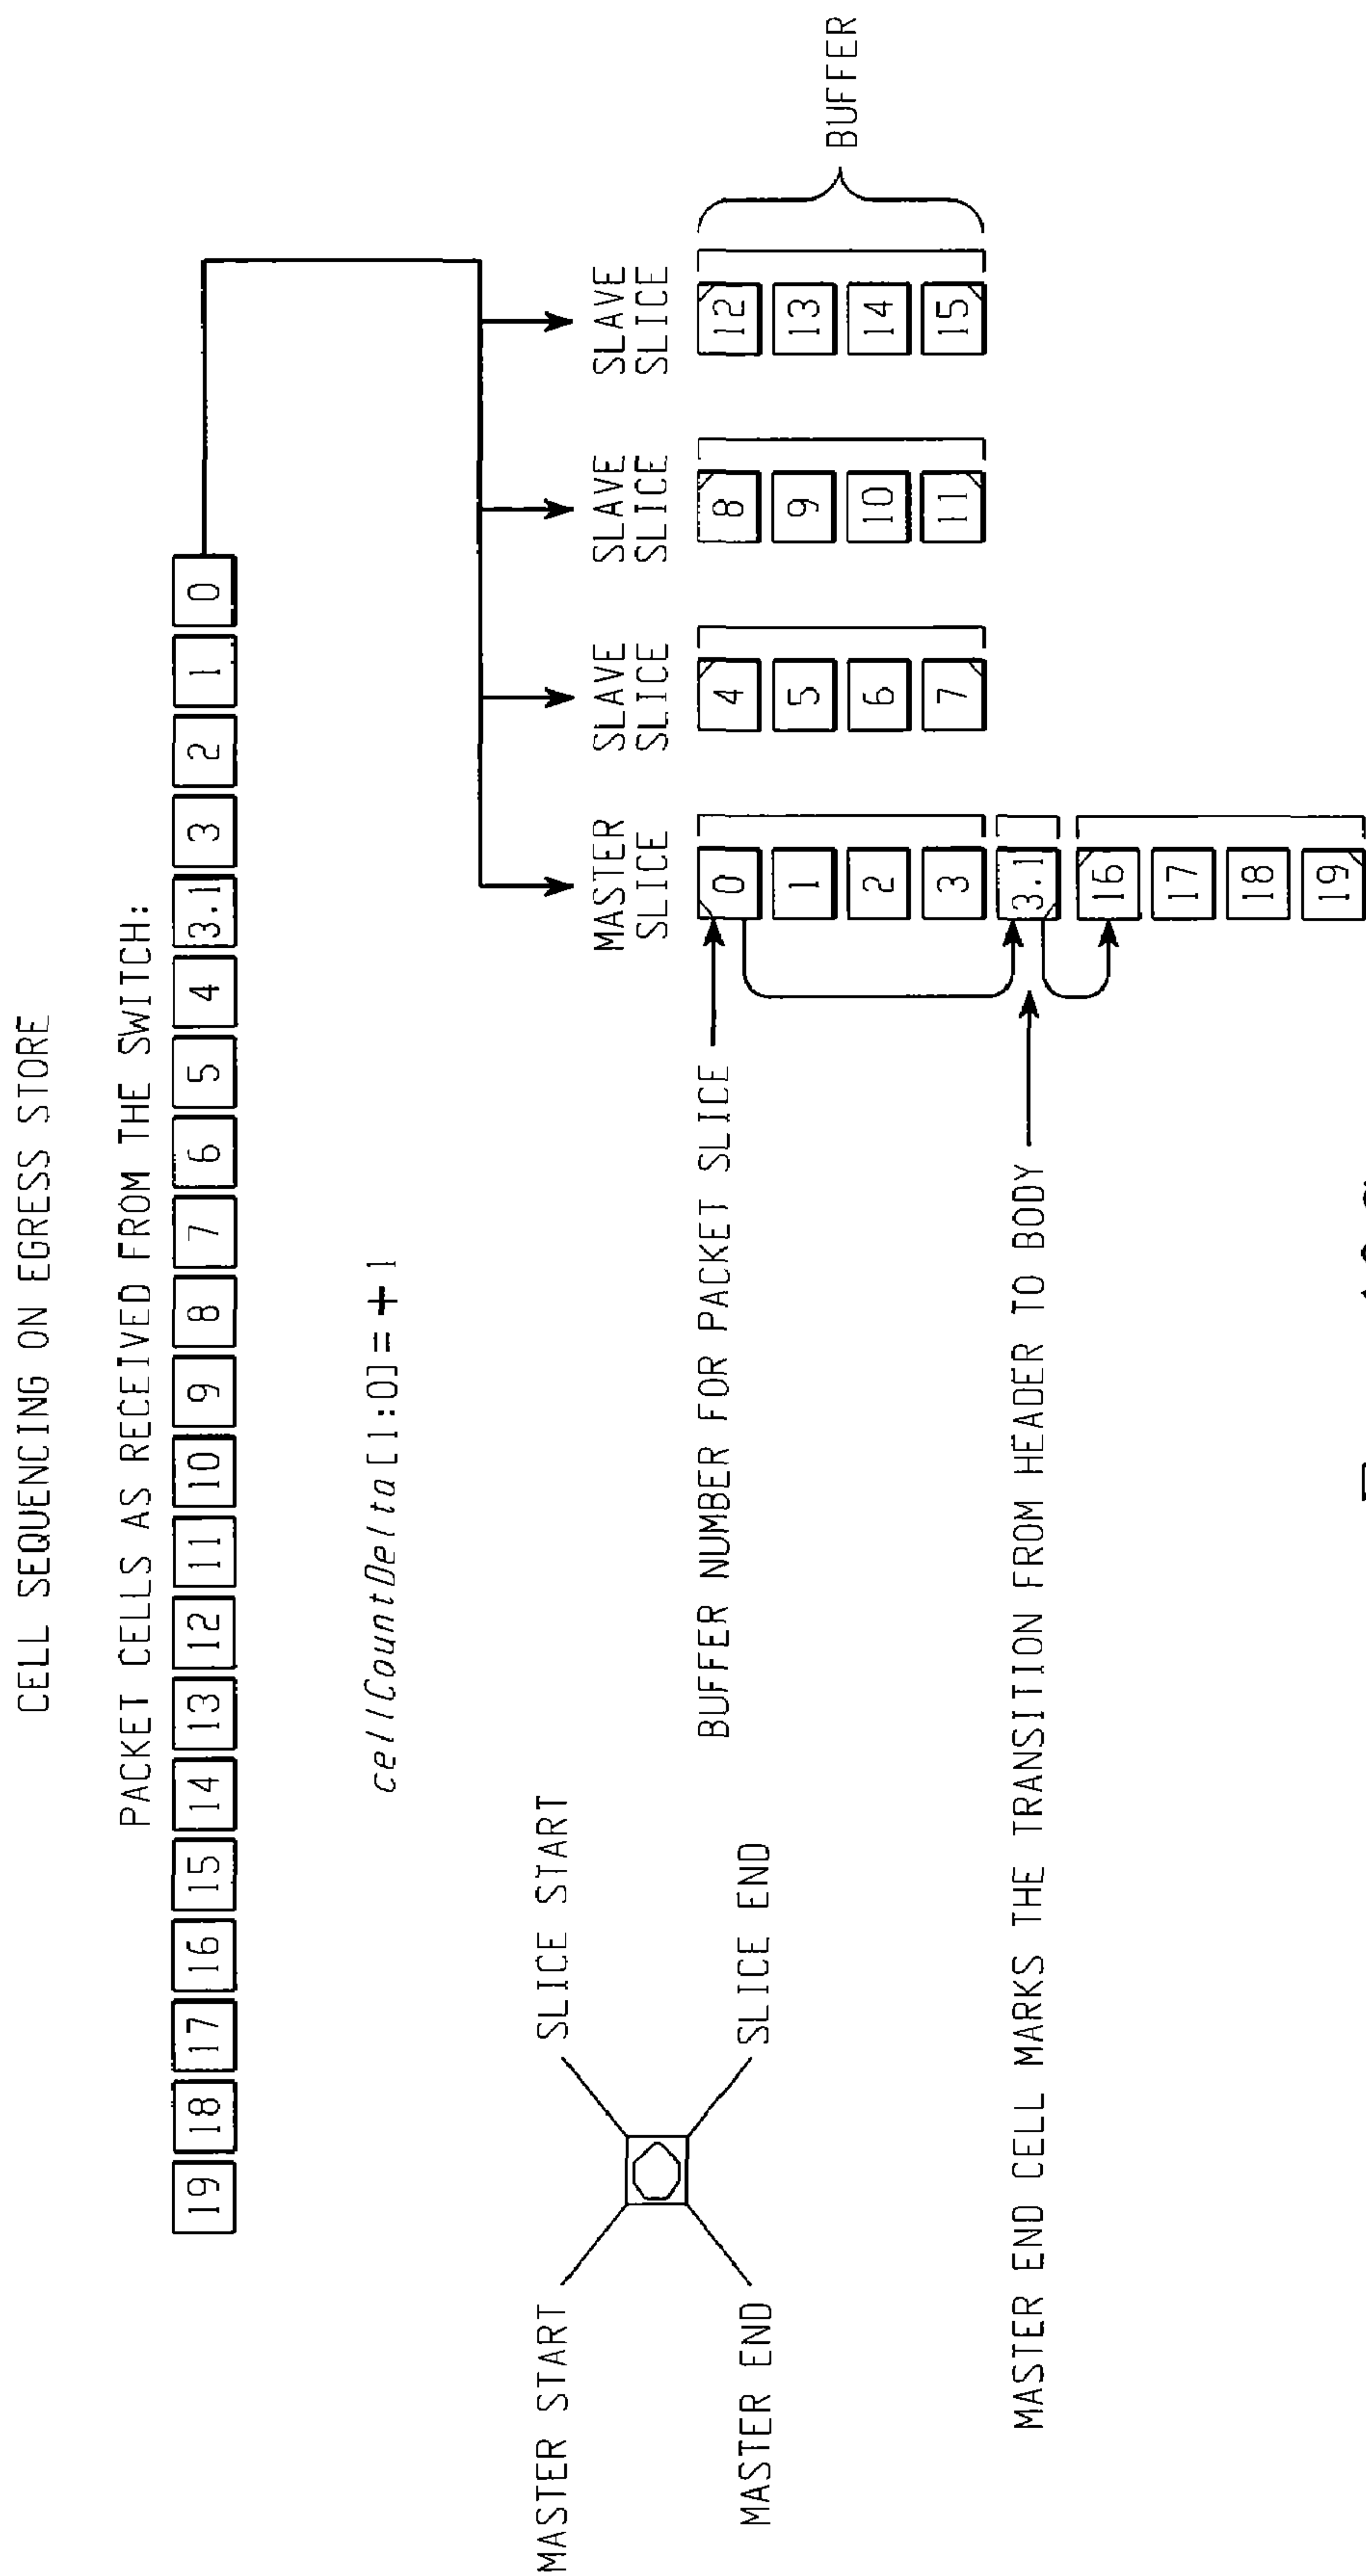 CELL SEQUENCING ON EGRESS STORE
PACKET CELLS AS RECEIVED FROM THE SWITCH:
19 18 17 16 15 14 13 12 11 10 9 8 7 6 5 4 3.1 3 2 1 0
cellCountDelta[1:0]=+1
MASTER START
SLICE START
MASTER END
SLICE END
MASTER
SLICE
SLAVE
SLICE
SLAVE
SLICE
SLAVE
SLICE
BUFFER NUMBER FOR PACKET SLICE
0 4 8 12
1 5 9 13
2 6 10 14
3 7 11 15
BUFFER
MASTER END CELL MARKS THE TRANSITION FROM HEADER TO BODY
3.1
16
17
18
19